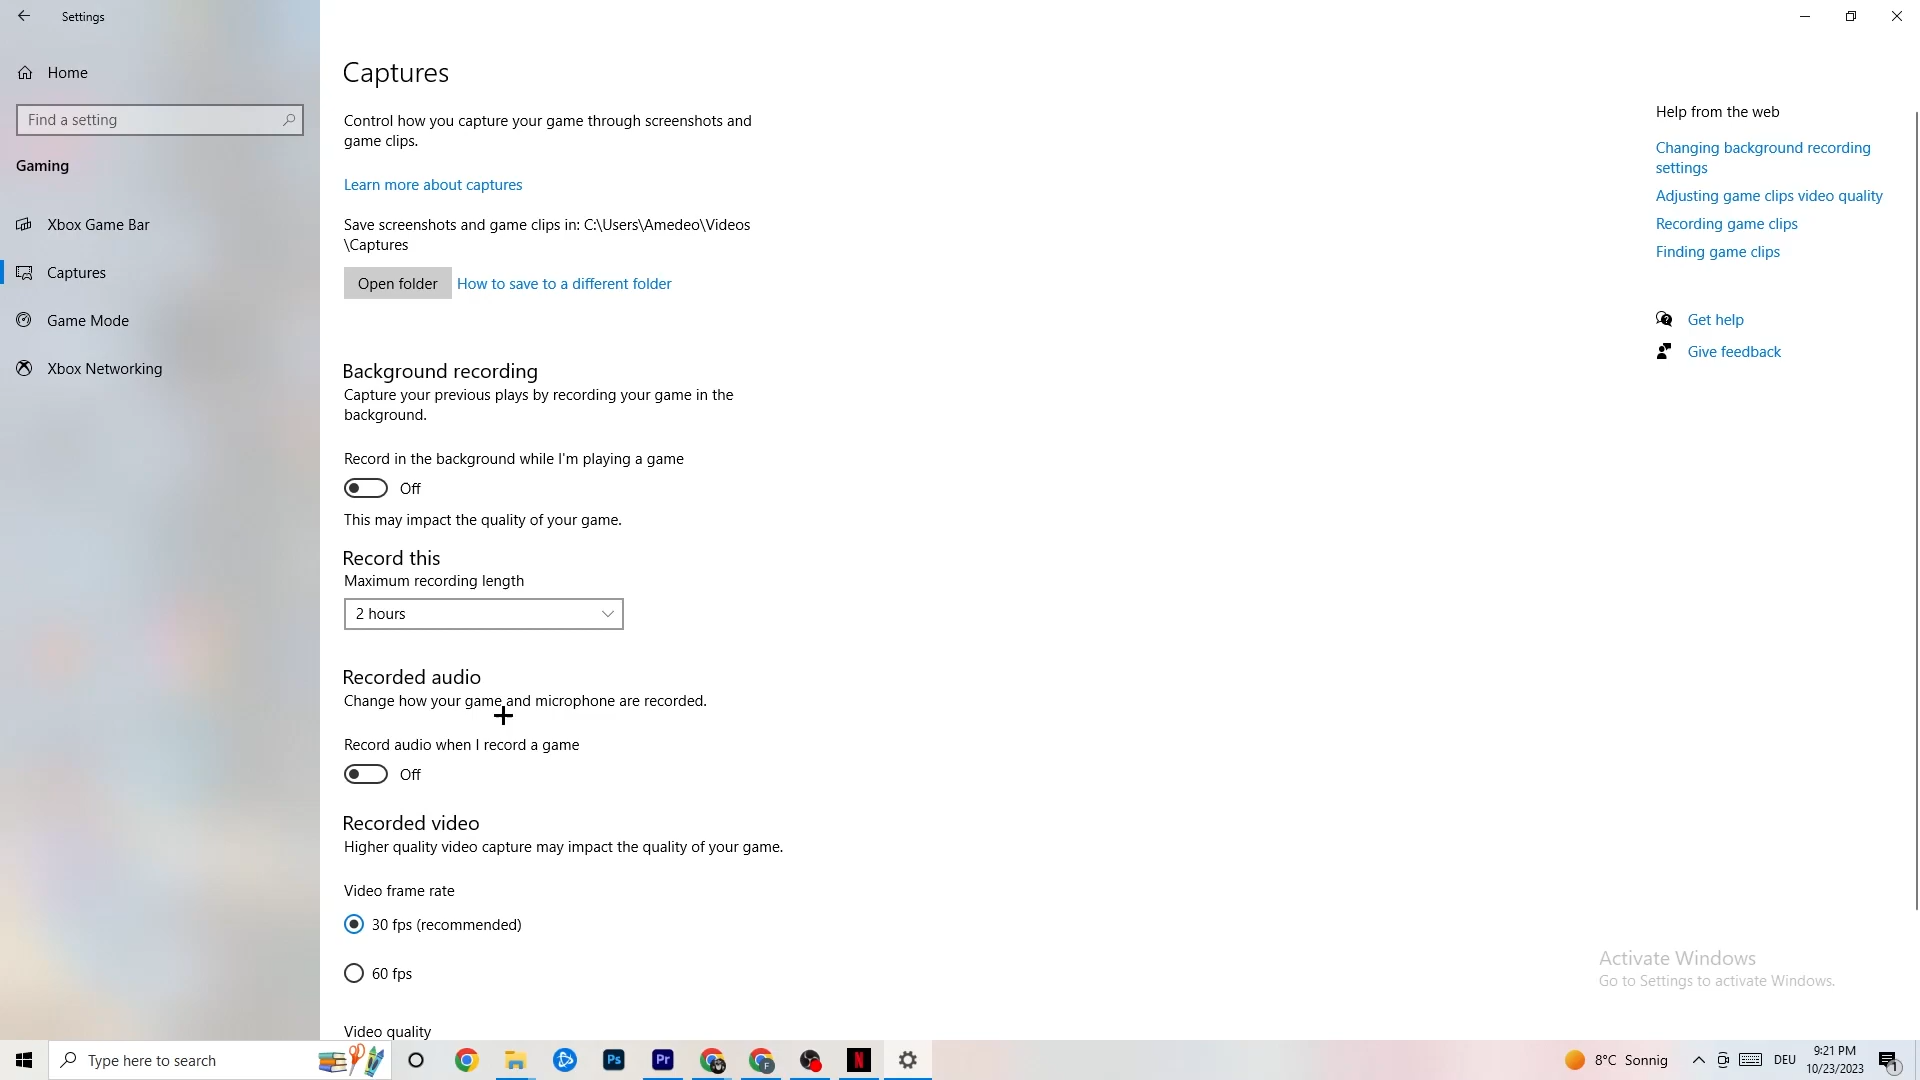 Settings
Home
Find a setting
Gaming
Xbox Game Bar
Captures
Game Mode
Xbox Networking
Captures
Control how you capture your game through screenshots and
game clips.
Learn more about captures
Save screenshots and game clips in: C:\Users\Amedeo\Videos
\Captures
Open folder
How to save to a different folder
Background recording
Capture your previous plays by recording your game in the
background.
Record in the background while I'm playing a game
Off
This may impact the quality of your game.
Record this
Maximum recording length
2 hours
Recorded audio
Change how your game and microphone are recorded.
Record audio when I record a game
Off
Recorded video
Higher quality video capture may impact the quality of your game.
Video frame rate
30 fps (recommended)
60 fps
Video quality
Help from the web
Changing background recording
settings
Adjusting game clips video quality
Recording game clips
Finding game clips
Get help
Give feedback
Activate Windows
Go to Settings to activate Windows.
Type here to search
Ps
Pr
F
N
8°C Sonnig
DEU
9:21 PM
10/23/2023
1